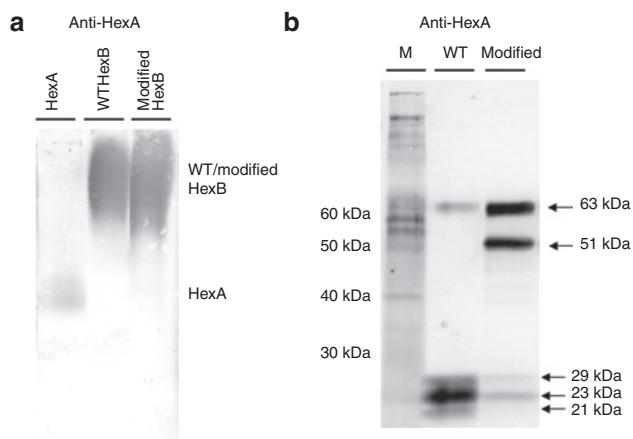 a
Anti-HexA
HexA
WTHexB
Modified
HexB
WT/modified
HexB
HexA
b
Anti-HexA
M WT Modified
60 kDa
50 kDa
40 kDa
30 kDa
63 kDa
51 kDa
29 kDa
23 kDa
21 kDa